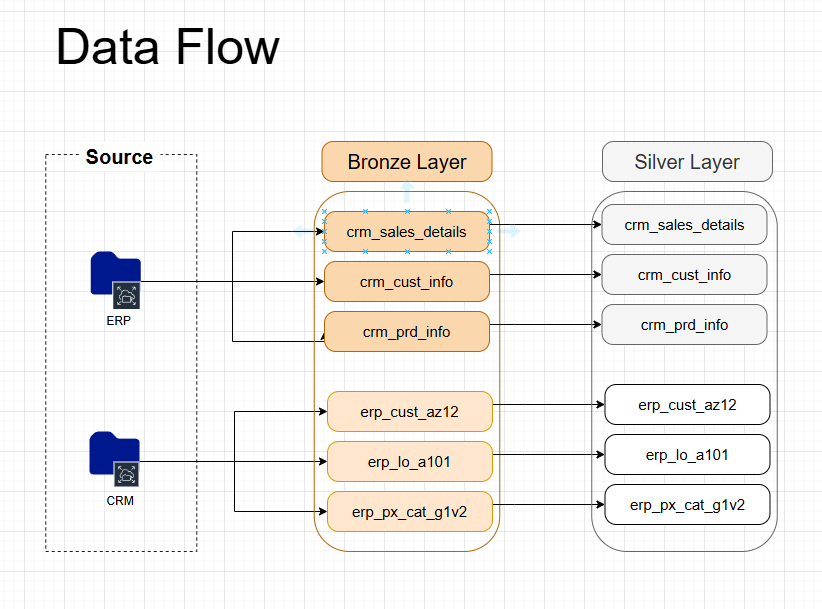 Data Flow
Source
Bronze Layer
Silver Layer
crm_sales_details
crm_sales_details
crm_cust_info
crm_cust_info
ERP
crm_prd_info
crm_prd_info
erp_cust_az12
erp_cust_az12
erp_lo_a101
erp_lo_a101
CRM
erp_px_cat_g1v2
erp_px_cat_g1v2